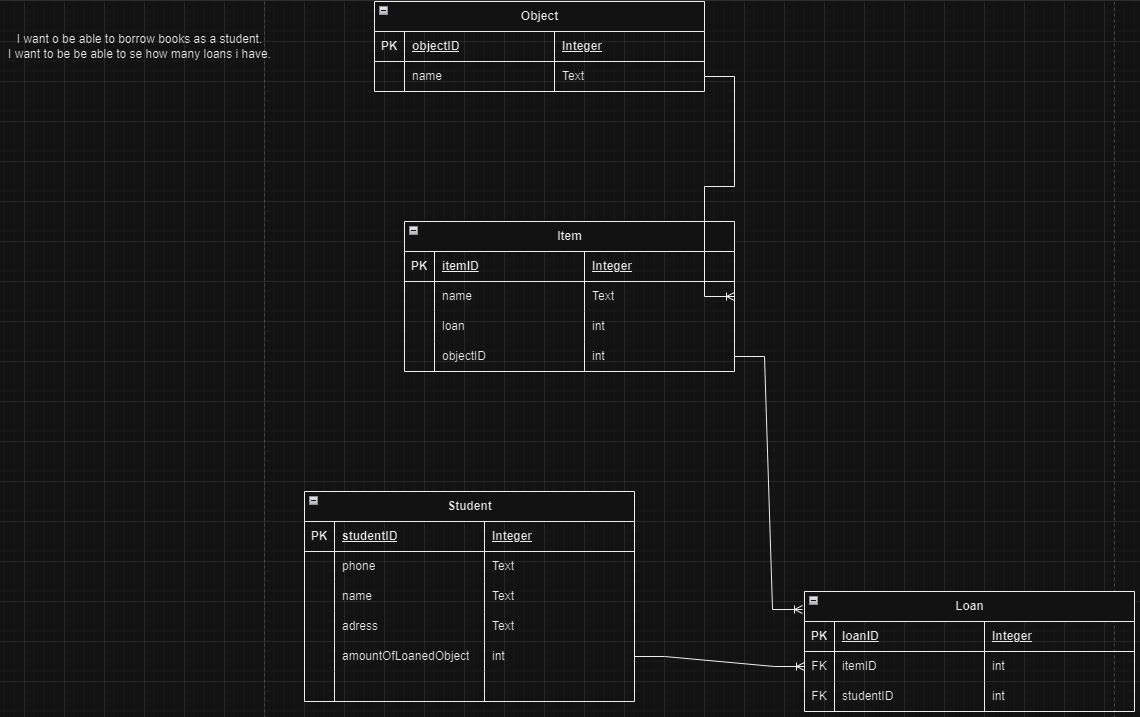 I want o be able to borrow books as a student.
I want to be be able to se how many loans i have.
Object
PK objectID Integer
name Text
Item
PK itemID Integer
name Text
loan int
objectID int
Student
PK studentID Integer
phone Text
name Text
adress Text
amountOfLoanedObject int
Loan
PK loanID Integer
FK itemID int
FK studentID int